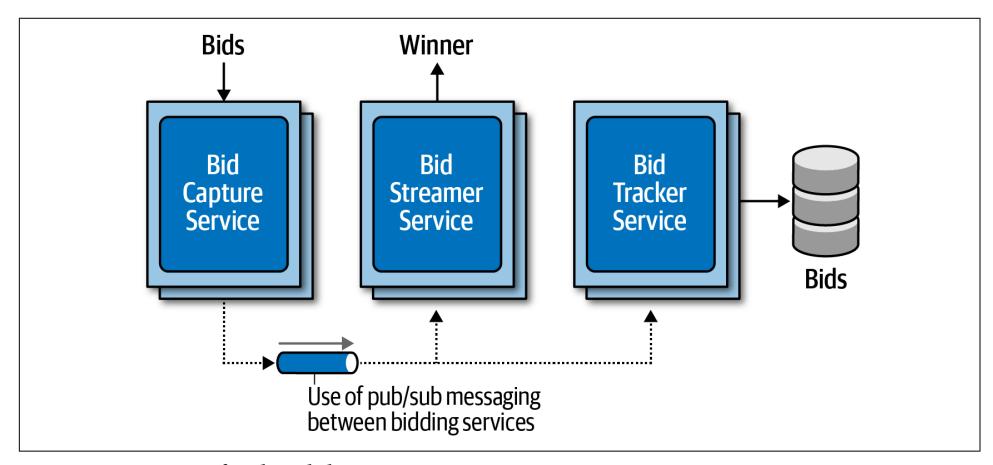 Bids
Winner
Bid
Capture
Service
Bid
Streamer
Service
Bid
Tracker
Service
Bids
Use of pub/sub messaging
between bidding services